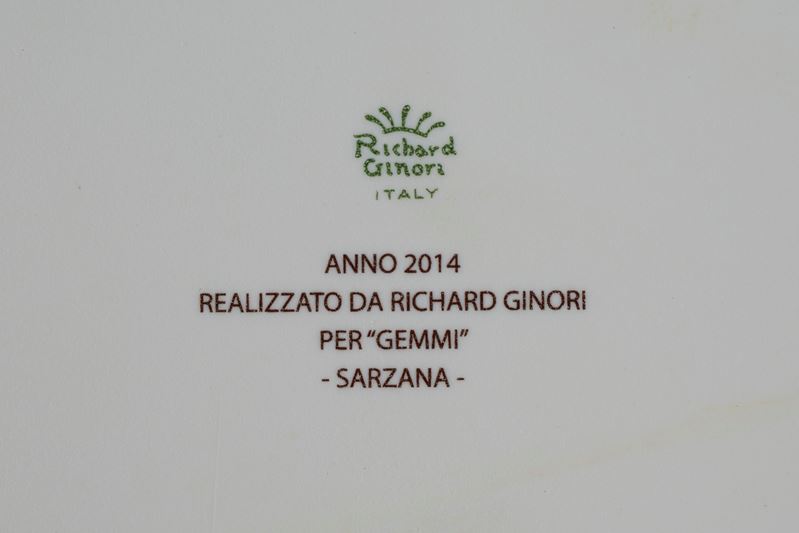 Richard
Ginori
ITALY
ANNO 2014
REALIZZATO DA RICHARD GINORI
PER “GEMMI”
- SARZANA -